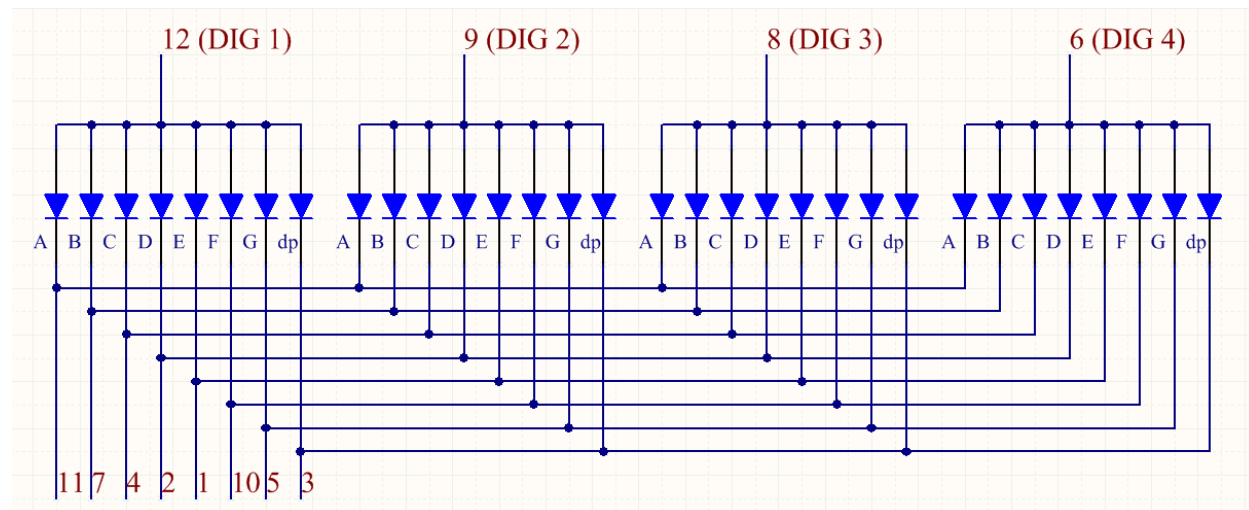 12 (DIG 1) 9 (DIG 2) 8 (DIG 3) 6 (DIG 4)
A B C D E F G dp A B C D E F G dp A B C D E F G dp A B C D E F G dp
11 7 4 2 1 10 5 3